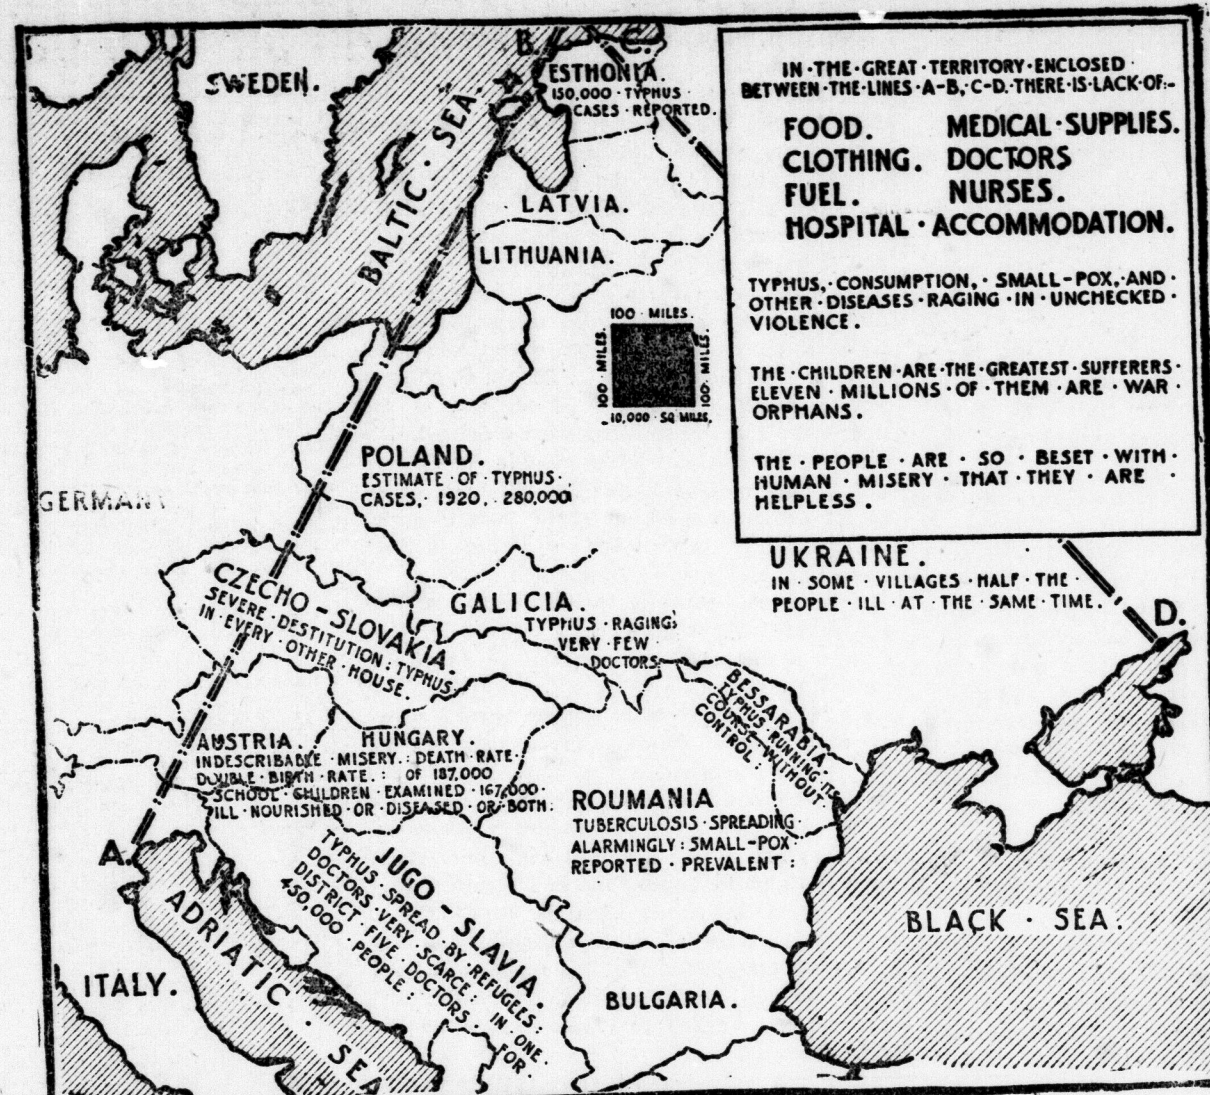 B.
C.
SWEDEN.
ESTHONIA.
150,000 · TYPHUS ·
CASES · REPORTED.
BALTIC · SEA.
LATVIA.
LITHUANIA.
IN · THE · GREAT · TERRITORY · ENCLOSED ·
BETWEEN · THE · LINES · A-B, · C-D. THERE · IS · LACK · OF:-
FOOD. MEDICAL · SUPPLIES.
CLOTHING. DOCTORS
FUEL. NURSES.
HOSPITAL · ACCOMMODATION.
TYPHUS, · CONSUMPTION, · SMALL-POX, · AND ·
OTHER · DISEASES · RAGING · IN · UNCHECKED ·
VIOLENCE.
THE · CHILDREN · ARE · THE · GREATEST · SUFFERERS
ELEVEN · MILLIONS · OF · THEM · ARE · WAR ·
ORPHANS.
THE · PEOPLE · ARE · SO · BESET · WITH ·
HUMAN · MISERY · THAT · THEY · ARE ·
HELPLESS.
100 · MILES.
100 · MILES.
100 · MILES.
10,000 · SQ MILES.
POLAND.
ESTIMATE · OF · TYPHUS ·
CASES, · 1920, · 280,000
GERMANY
UKRAINE.
IN · SOME · VILLAGES · HALF · THE ·
PEOPLE · ILL · AT · THE · SAME · TIME.
D.
CZECHO - SLOVAKIA.
SEVERE · DESTITUTION : TYPHUS
IN · EVERY · OTHER · HOUSE.
GALICIA.
TYPHUS · RAGING;
VERY · FEW ·
DOCTORS
BESSARABIA
TYPHUS · RUNNING · ITS
COURSE · WITHOUT
CONTROL :
AUSTRIA. HUNGARY.
INDESCRIBABLE · MISERY. : DEATH · RATE ·
DOUBLE · BIRTH · RATE. : OF 187,000
SCHOOL · CHILDREN · EXAMINED · 167,000 ·
ILL · NOURISHED · OR · DISEASED · OR · BOTH.
ROUMANIA
TUBERCULOSIS · SPREADING ·
ALARMINGLY : SMALL-POX ·
REPORTED · PREVALENT :
A.
JUGO - SLAVIA.
TYPHUS · SPREAD · BY · REFUGEES :
DOCTORS · VERY · SCARCE : IN · ONE ·
DISTRICT · FIVE · DOCTORS · FOR ·
450,000 · PEOPLE :
ADRIATIC · SEA
ITALY.
BULGARIA.
BLACK · SEA.